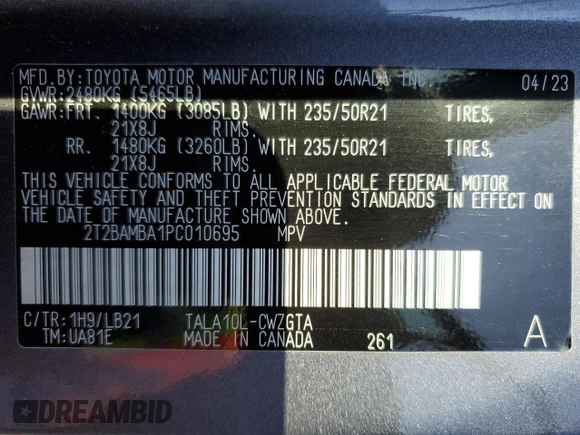 MFD. BY: TOYOTA MOTOR MANUFACTURING CANADA INC. 04/23
GVWR: 2480KG (5465LB)
GAWR: FRT. 1400KG (3085LB) WITH 235/50R21 TIRES,
21X8J RIMS.
RR. 1480KG (3260LB) WITH 235/50R21 TIRES,
21X8J RIMS.
THIS VEHICLE CONFORMS TO ALL APPLICABLE FEDERAL MOTOR
VEHICLE SAFETY AND THEFT PREVENTION STANDARDS IN EFFECT ON
THE DATE OF MANUFACTURE SHOWN ABOVE.
2T2BAMBA1PC010695 MPV
C/TR: 1H9/LB21 TALA10L-CWZGTA
TM: UA81E MADE IN CANADA 261 A
DREAMBID